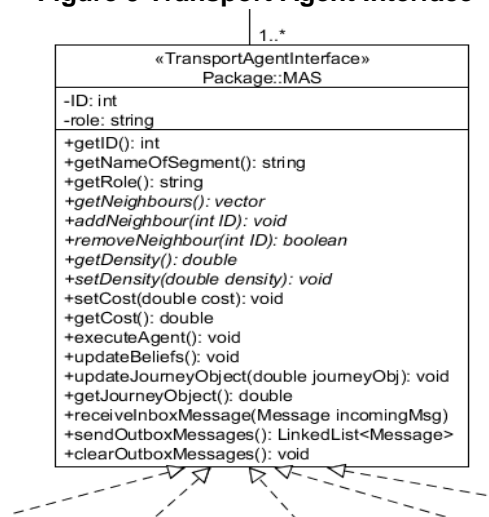 Figure 3 Transport Agent Interface
1..*
«TransportAgentInterface»
Package::MAS
-ID: int
-role: string
+getID(): int
+getNameOfSegment(): string
+getRole(): string
+getNeighbours(): vector
+addNeighbour(int ID): void
+removeNeighbour(int ID): boolean
+getDensity(): double
+setDensity(double density): void
+setCost(double cost): void
+getCost(): double
+executeAgent(): void
+updateBeliefs(): void
+updateJourneyObject(double journeyObj): void
+getJourneyObject(): double
+receiveInboxMessage(Message incomingMsg)
+sendOutboxMessages(): LinkedList<Message>
+clearOutboxMessages(): void